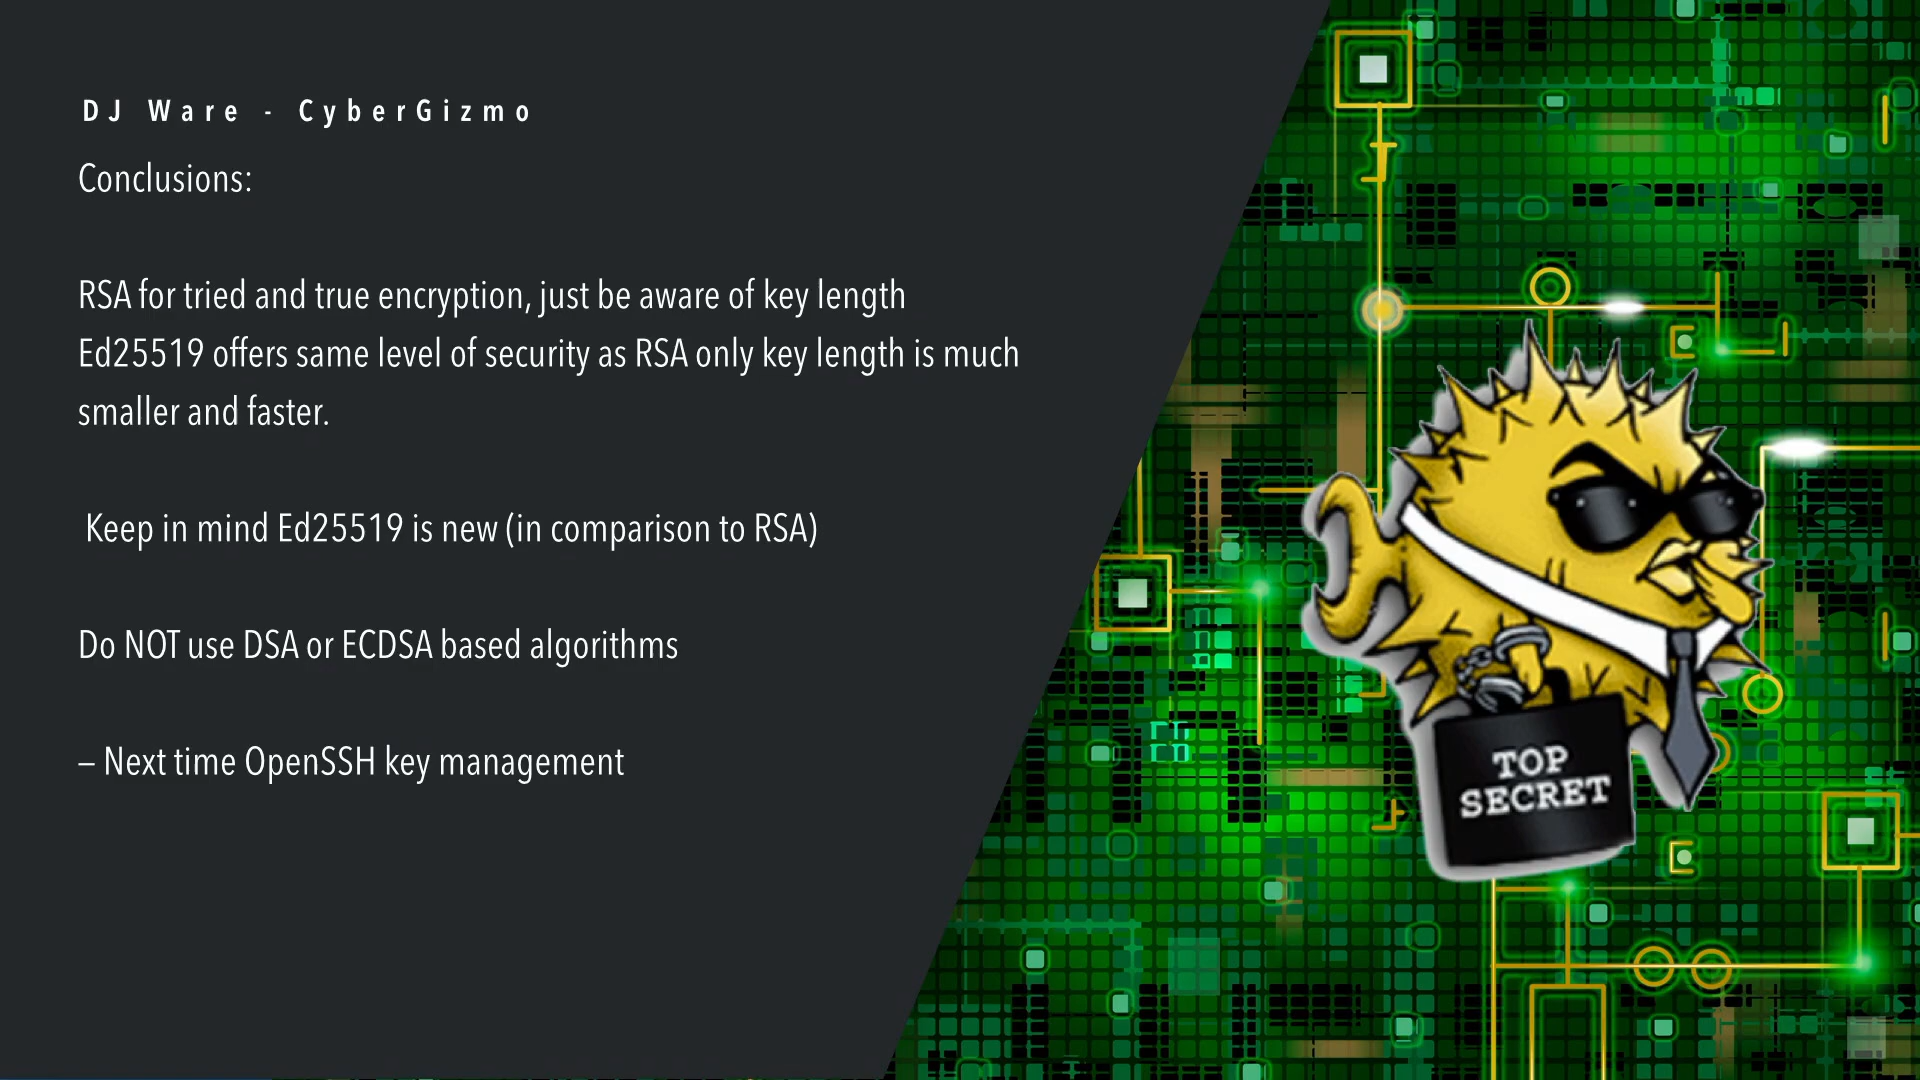 DJ Ware - CyberGizmo
Conclusions:
RSA for tried and true encryption, just be aware of key length
Ed25519 offers same level of security as RSA only key length is much
smaller and faster.
Keep in mind Ed25519 is new (in comparison to RSA)
Do NOT use DSA or ECDSA based algorithms
– Next time OpenSSH key management
TOP
SECRET